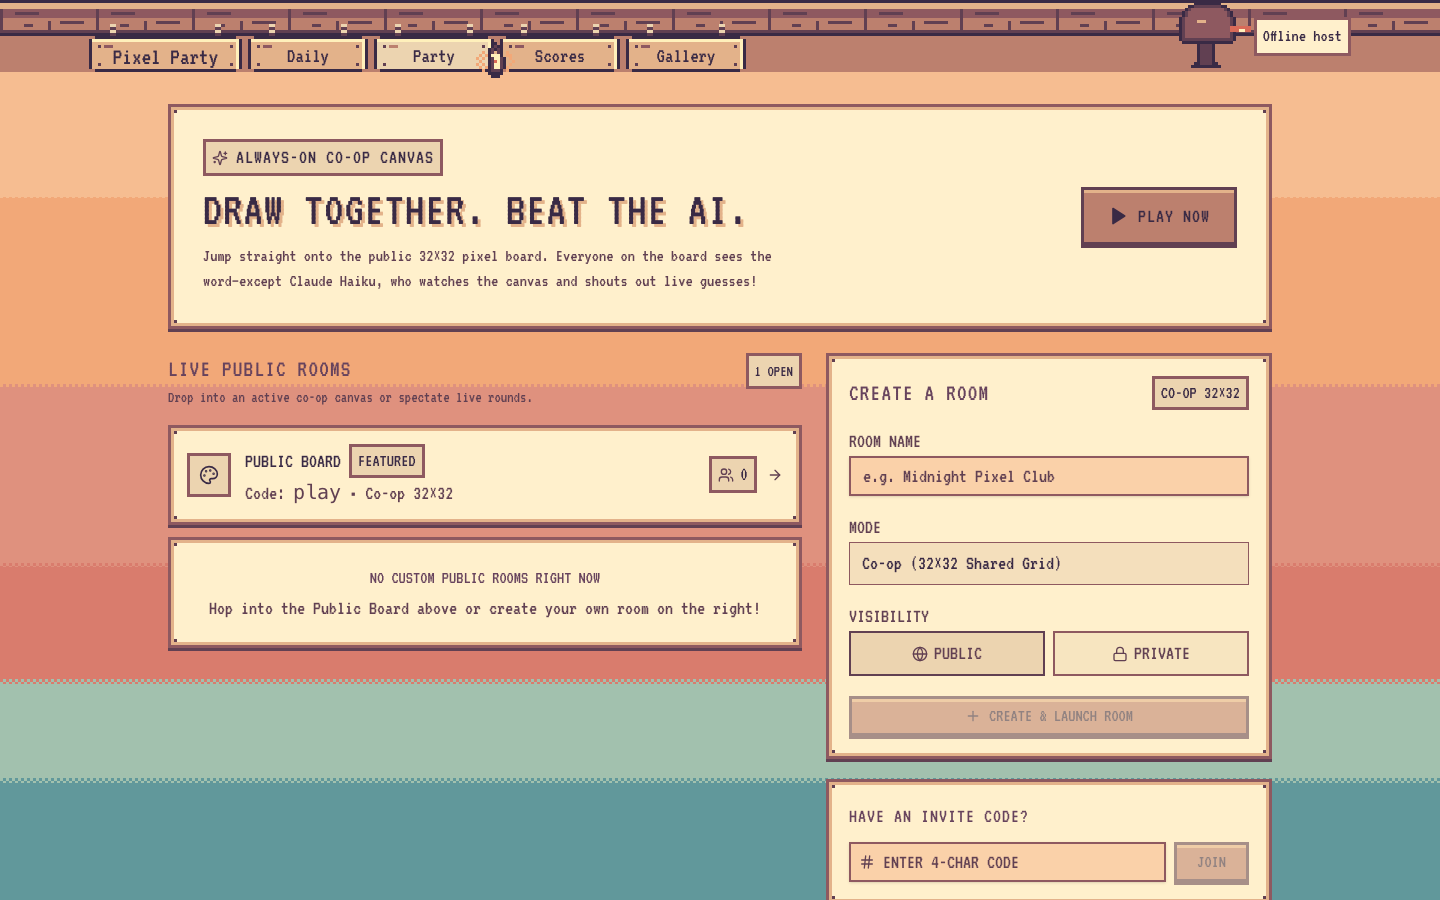 Pixel Party
Daily
Party
Scores
Gallery
Offline host
ALWAYS-ON CO-OP CANVAS
DRAW TOGETHER. BEAT THE AI.
PLAY NOW
Jump straight onto the public 32X32 pixel board. Everyone on the board sees the
word-except Claude Haiku, who watches the canvas and shouts out live guesses!
LIVE PUBLIC ROOMS
1 OPEN
Drop into an active co-op canvas or spectate live rounds.
PUBLIC BOARD
FEATURED
Code: play • Co-op 32X32
0
NO CUSTOM PUBLIC ROOMS RIGHT NOW
Hop into the Public Board above or create your own room on the right!
CREATE A ROOM
CO-OP 32X32
ROOM NAME
e.g. Midnight Pixel Club
MODE
Co-op (32X32 Shared Grid)
VISIBILITY
PUBLIC
PRIVATE
CREATE & LAUNCH ROOM
HAVE AN INVITE CODE?
ENTER 4-CHAR CODE
JOIN